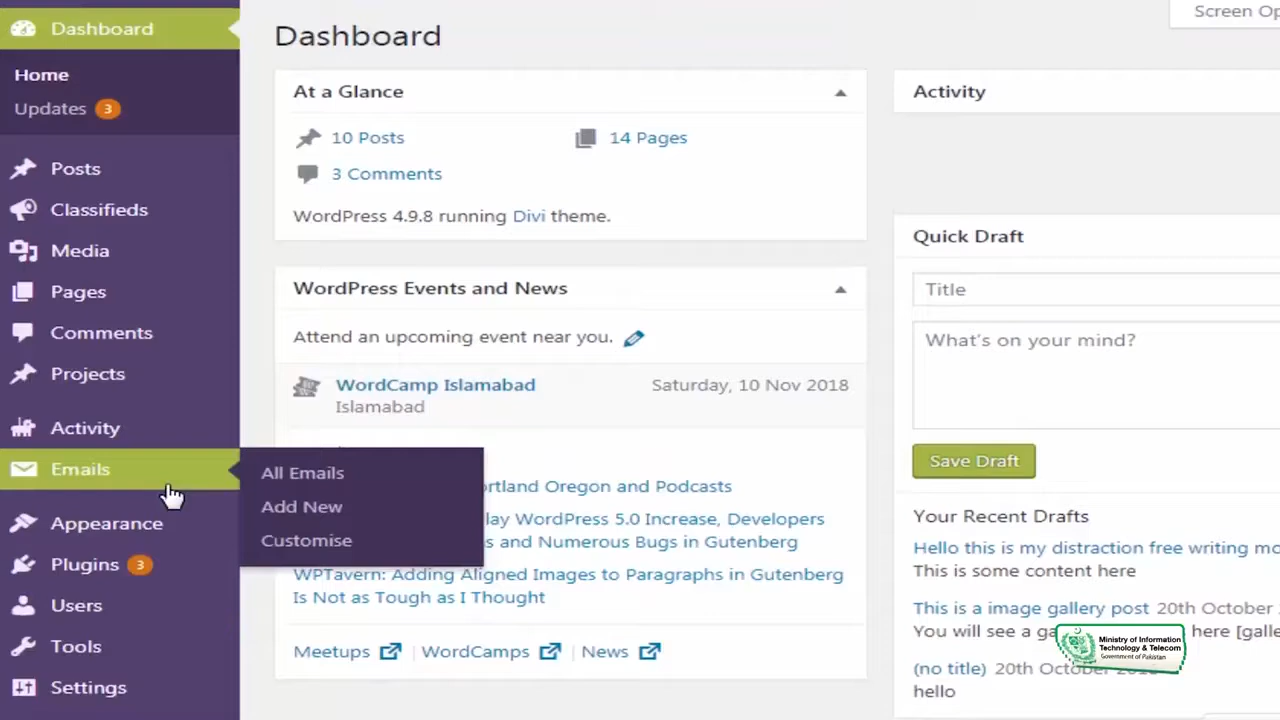 Dashboard
Home
Updates 3
Posts
Classifieds
Media
Pages
Comments
Projects
Activity
Emails
Appearance
Plugins 3
Users
Tools
Settings
All Emails
Add New
Customise
Screen Op
Dashboard
At a Glance
10 Posts
14 Pages
3 Comments
WordPress 4.9.8 running Divi theme.
WordPress Events and News
Attend an upcoming event near you.
WordCamp Islamabad
Saturday, 10 Nov 2018
Islamabad
ortland Oregon and Podcasts
lay WordPress 5.0 Increase, Developers
s and Numerous Bugs in Gutenberg
WPTavern: Adding Aligned Images to Paragraphs in Gutenberg
Is Not as Tough as I Thought
Meetups | WordCamps | News
Activity
Quick Draft
Title
What's on your mind?
Save Draft
Your Recent Drafts
Hello this is my distraction free writing mo
This is some content here
This is a image gallery post 20th October
You will see a ga here [galle
(no title) 20th October
hello
Ministry of Information
Technology & Telecom
Government of Pakistan